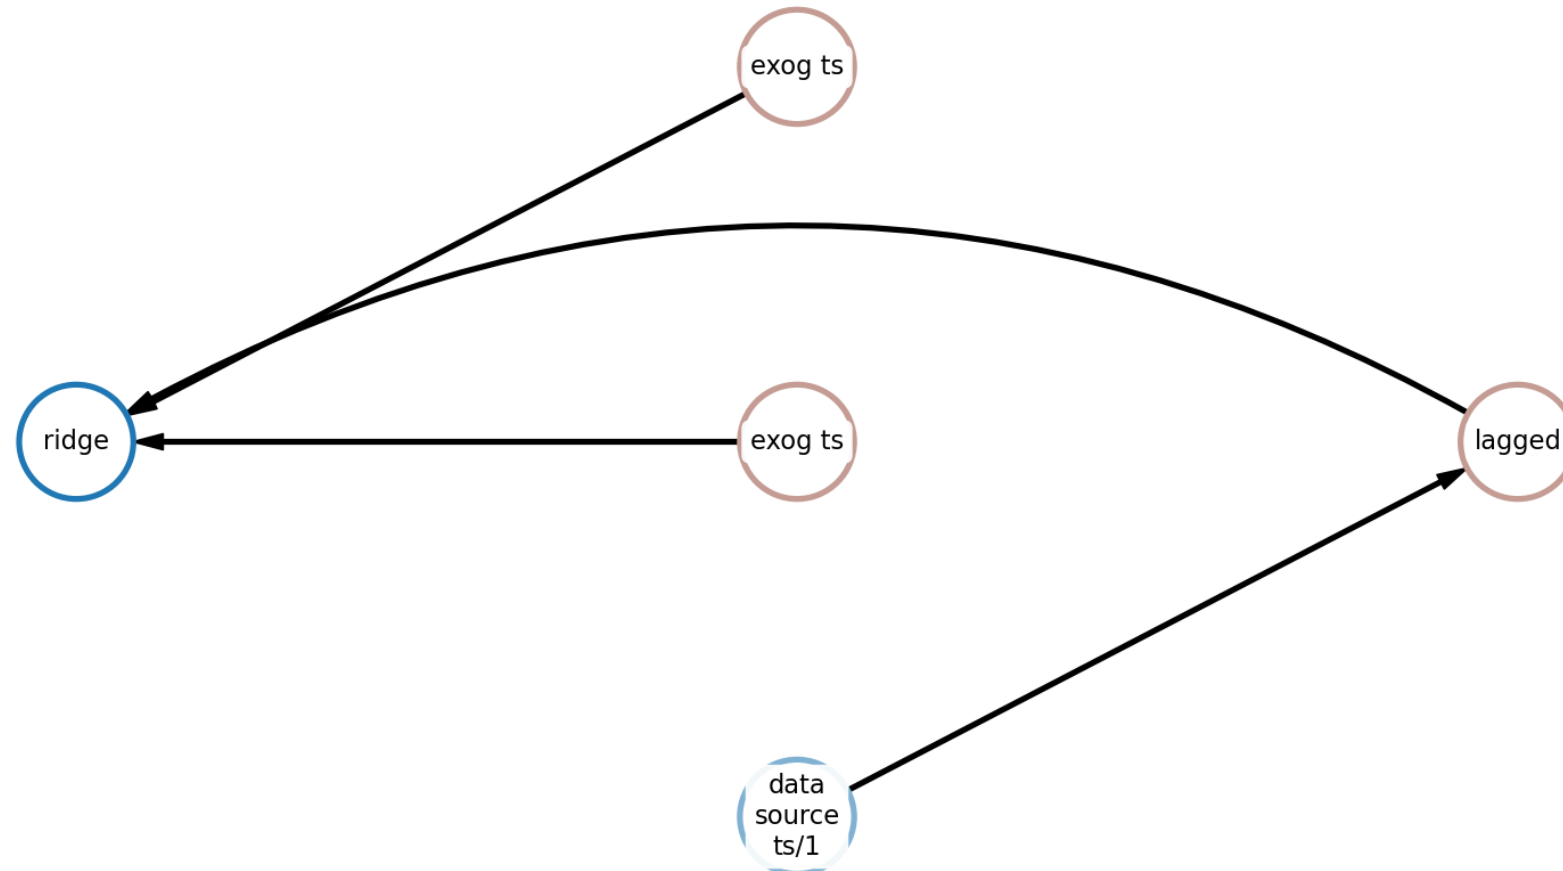 exog ts
ridge
exog ts
lagged
data
source
ts/1